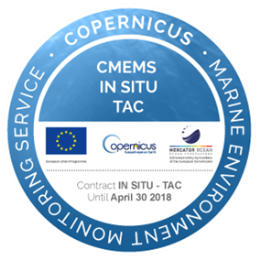 COPERNICUS • MARINE ENVIRONMENT MONITORING SERVICE •
CMEMS
IN SITU
TAC
Copernicus
MERCATOR OCEAN
Contract IN SITU - TAC
Until April 30 2018